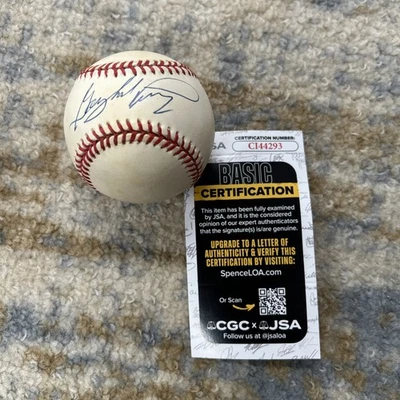 SA CERTIFICATION NUMBER:
CI44293
BASIC
CERTIFICATION
This item has been fully examined
by JSA, and it is the considered
opinion of our expert authenticators
that the signature(s) is/are genuine.
UPGRADE TO A LETTER OF
AUTHENTICITY & VERIFY THIS
CERTIFICATION BY VISITING:
SpenceLOA.com
Or Scan
CGC x JSA
Follow us @jsaloa